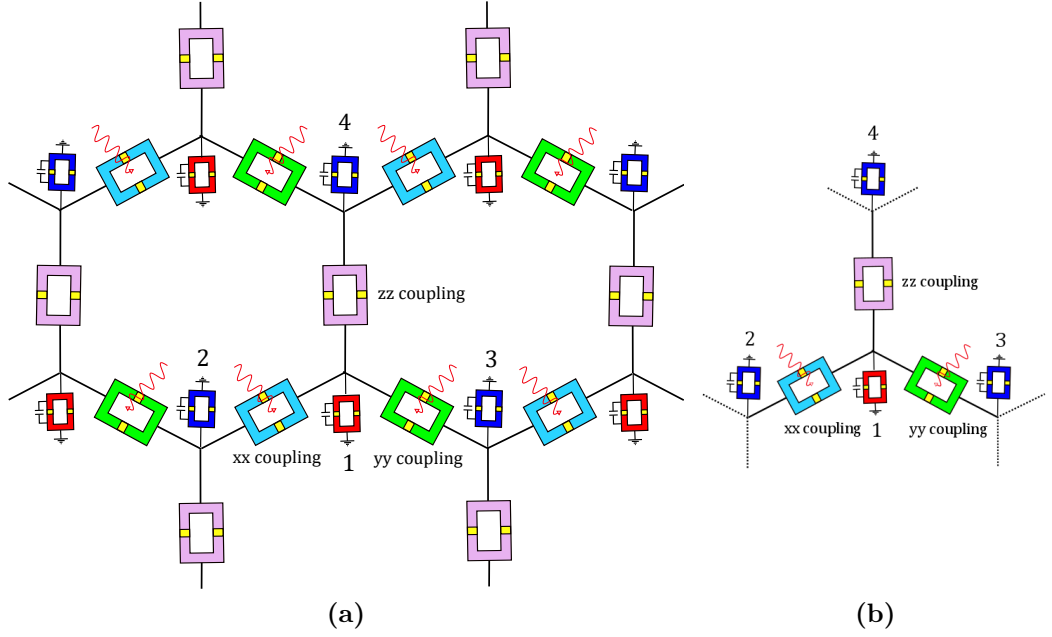 4
zz coupling
2
3
xx coupling
1
yy coupling
(a)
4
zz coupling
2
3
xx coupling
1
yy coupling
(b)